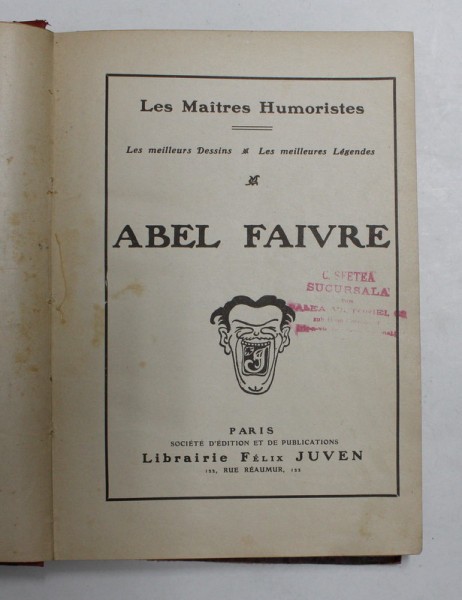 Les Maîtres Humoristes
Les meilleurs Dessins Les meilleures Légendes
ABEL FAIVRE
C. SFETEA
SUCURSALA
J
PARIS
SOCIÉTÉ D'ÉDITION ET DE PUBLICATIONS
Librairie FÉLIX JUVEN
122, RUE RÉAUMUR, 122